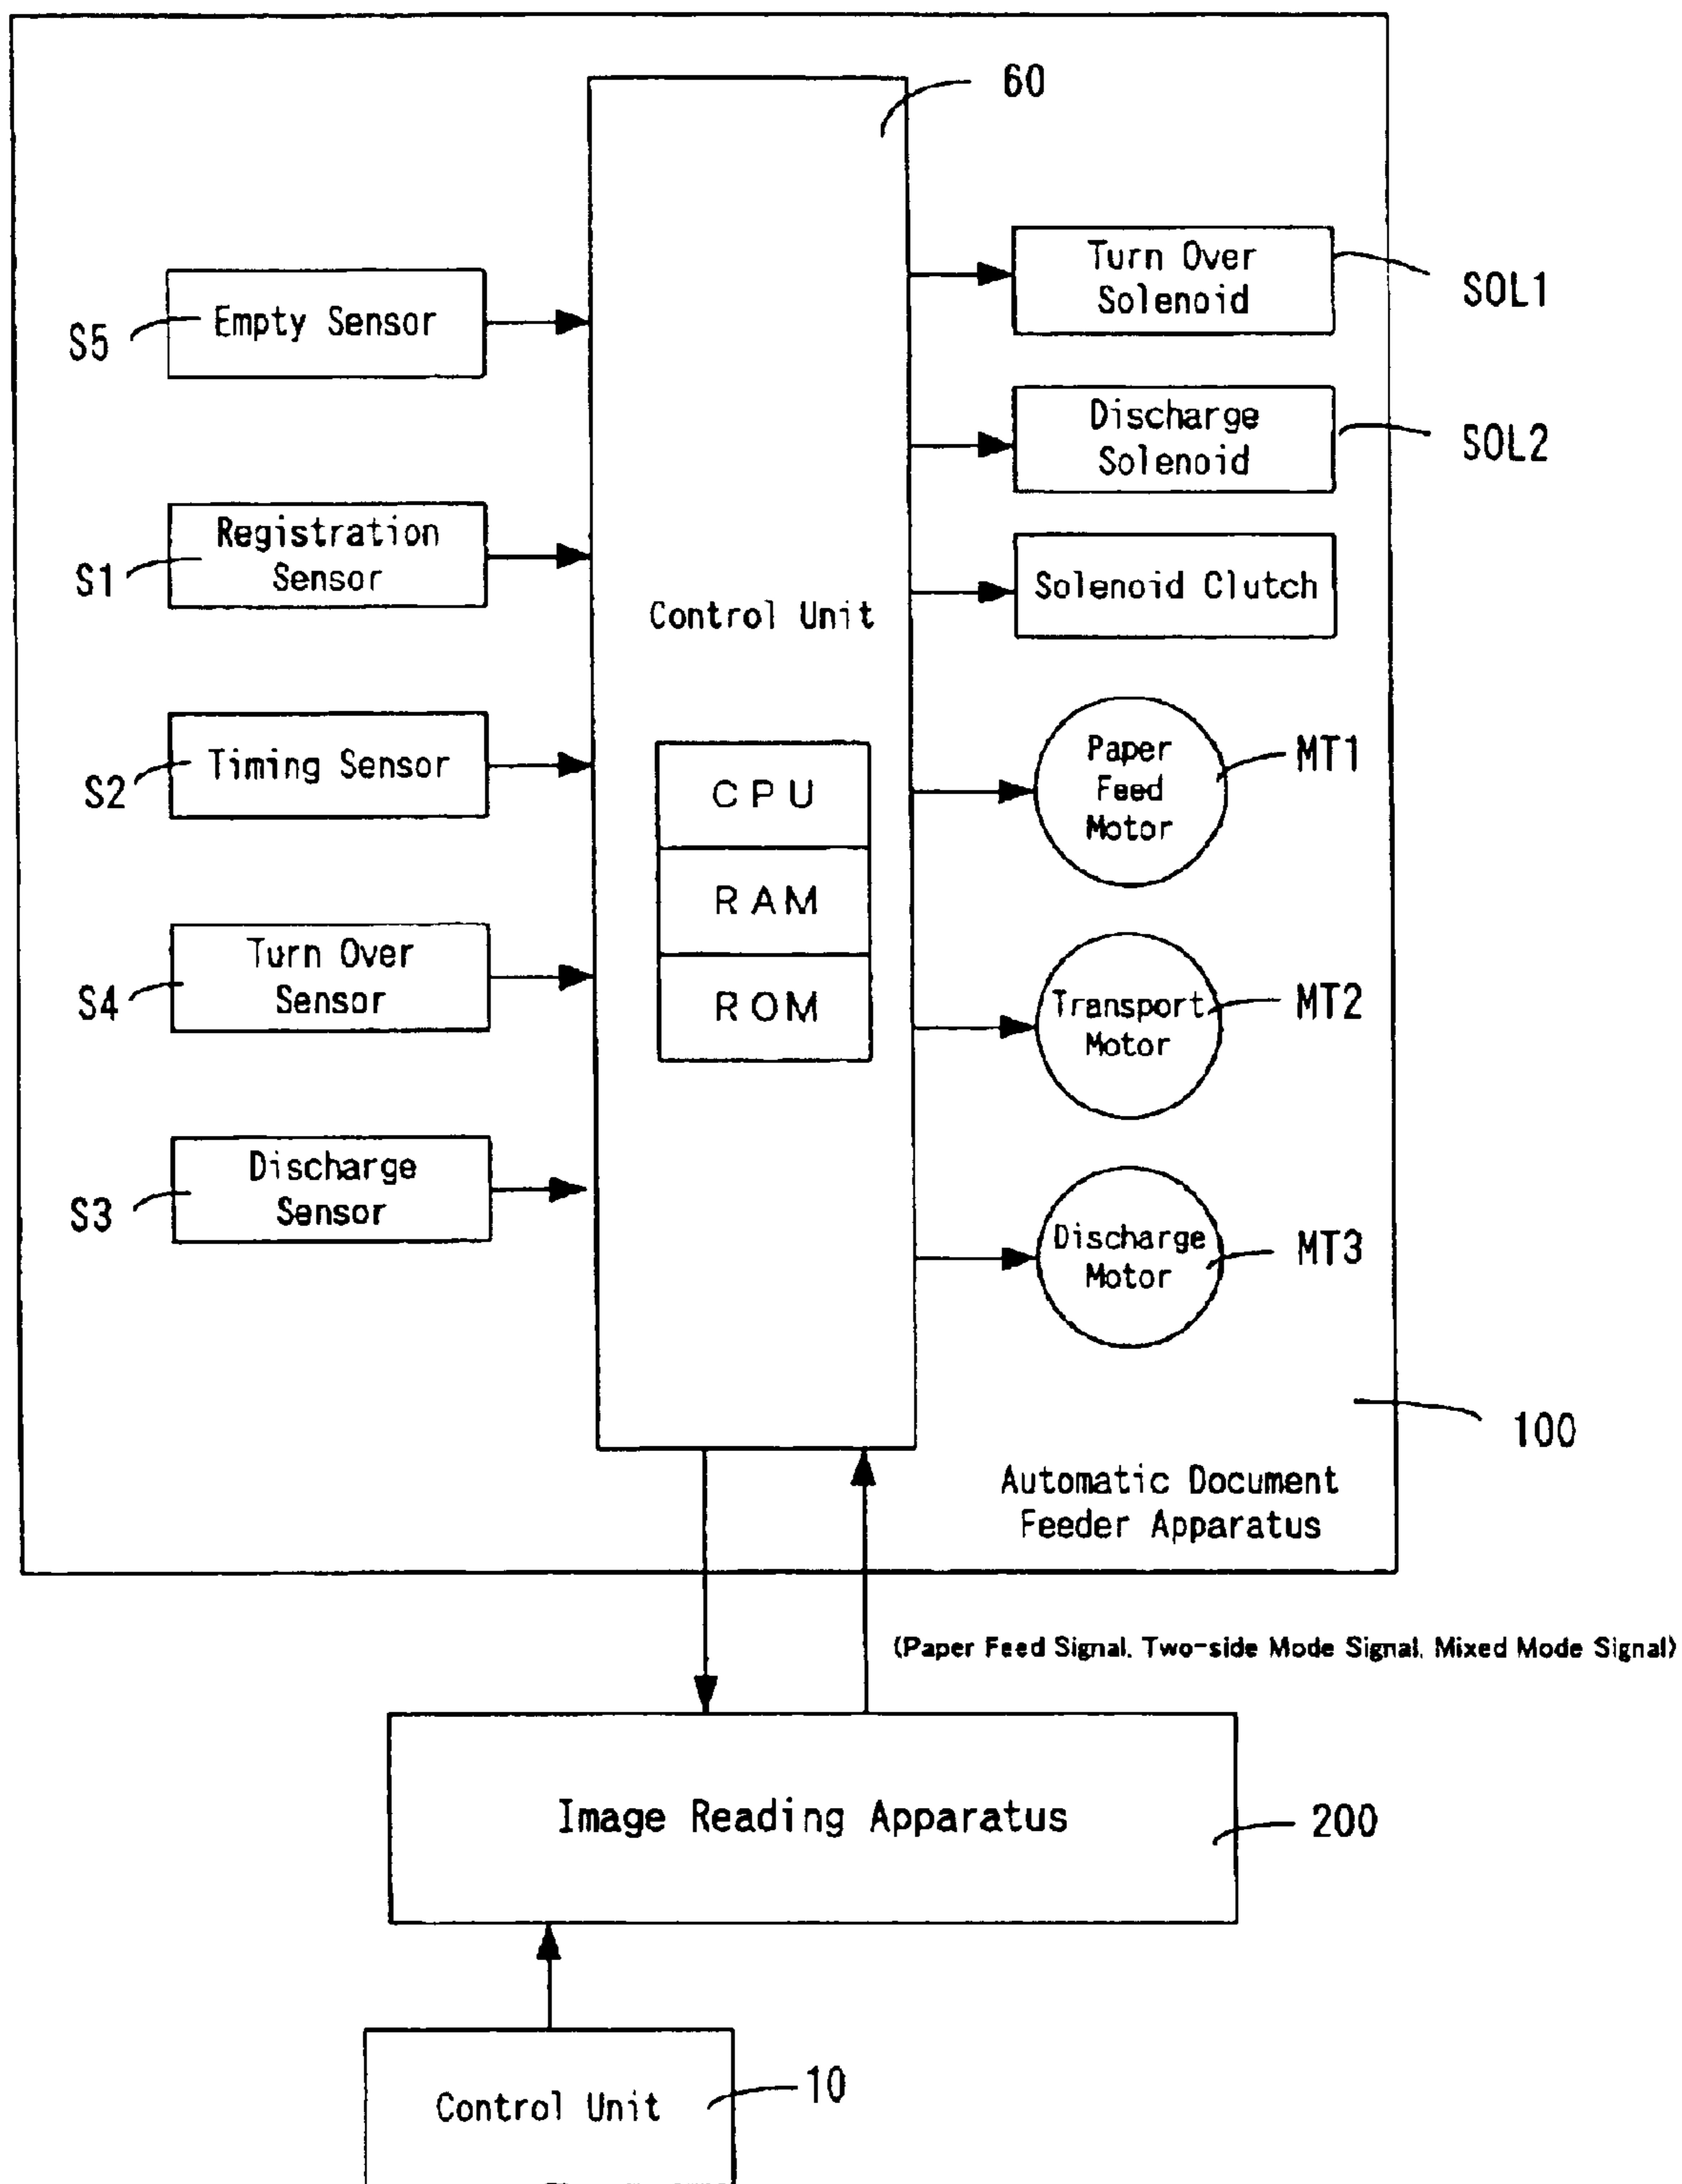 60
Turn Over
Solenoid
SOL1
S5
Empty Sensor
Discharge
Solenoid
SOL2
Registration
Sensor
S1
Solenoid Clutch
Control Unit
Timing Sensor
S2
CPU
RAM
ROM
Paper
Feed
Motor
MT1
Turn Over
Sensor
S4
Transport
Motor
MT2
Discharge
Sensor
S3
Discharge
Motor
MT3
100
Automatic Document
Feeder Apparatus
(Paper Feed Signal, Two-side Mode Signal, Mixed Mode Signal)
Image Reading Apparatus
200
Control Unit
10